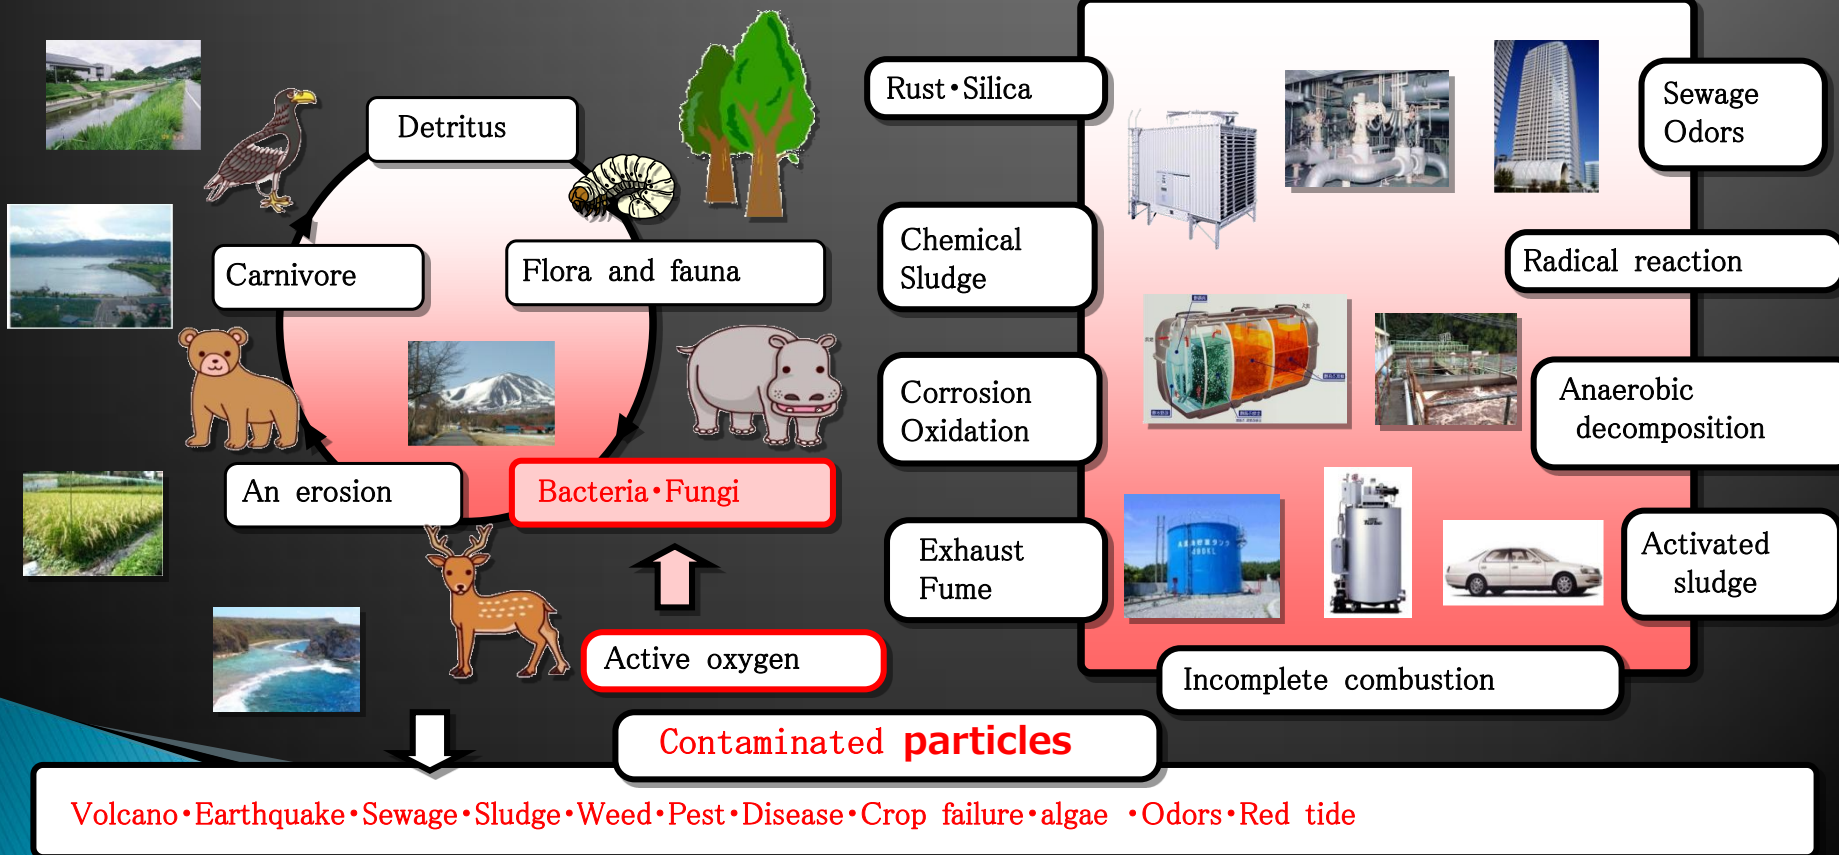 Detritus
Carnivore
Flora and fauna
An erosion
Bacteria・Fungi
Active oxygen
Rust・Silica
Chemical
Sludge
Corrosion
Oxidation
Exhaust
Fume
Sewage
Odors
Radical reaction
Anaerobic
decomposition
Activated
sludge
Incomplete combustion
Contaminated particles
Volcano・Earthquake・Sewage・Sludge・Weed・Pest・Disease・Crop failure・algae ・Odors・Red tide